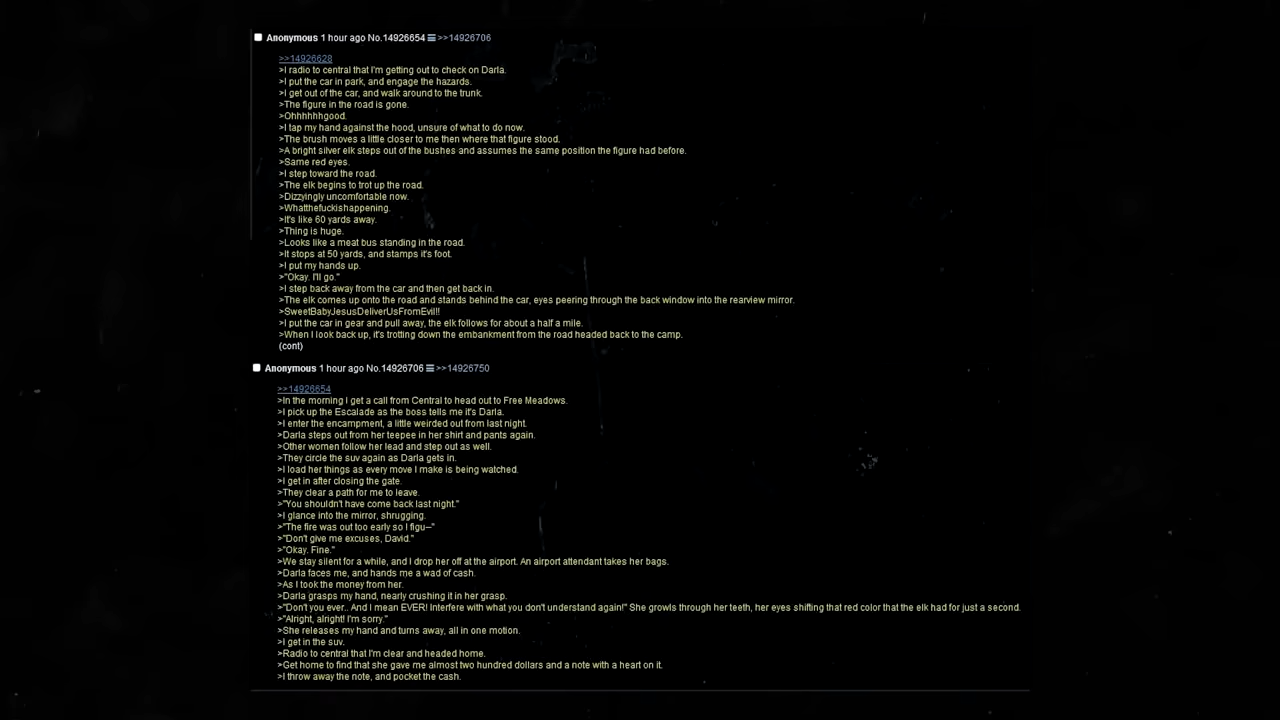 Anonymous 1 hour ago No.14926654 >>14926706
>>14926628
>I radio to central that I'm getting out to check on Darla.
>I put the car in park, and engage the hazards.
>I get out of the car, and walk around to the trunk.
>The figure in the road is gone.
>Ohhhhhhgood.
>I tap my hand against the hood, unsure of what to do now.
>The brush moves a little closer to me then where that figure stood.
>A bright silver elk steps out of the bushes and assumes the same position the figure had before.
>Same red eyes.
>I step toward the road.
>The elk begins to trot up the road.
>Dizzyingly uncomfortable now.
>Whatthefuckishappening.
>It's like 60 yards away.
>Thing is huge.
>Looks like a meat bus standing in the road.
>It stops at 50 yards, and stamps it's foot.
>I put my hands up.
>"Okay. I'll go."
>I step back away from the car and then get back in.
>The elk comes up onto the road and stands behind the car, eyes peering through the back window into the rearview mirror.
>SweetBabyJesusDeliverUsFromEvil!!
>I put the car in gear and pull away, the elk follows for about a half a mile.
>When I look back up, it's trotting down the embankment from the road headed back to the camp.
(cont)
Anonymous 1 hour ago No.14926706 >>14926750
>>14926654
>In the morning i get a call from Central to head out to Free Meadows.
>I pick up the Escalade as the boss tells me it's Darla.
>I enter the encampment, a little weirded out from last night.
>Darla steps out from her teepee in her shirt and pants again.
>Other women follow her lead and step out as well.
>They circle the suv again as Darla gets in.
>I load her things as every move I make is being watched.
>I get in after closing the gate.
>They clear a path for me to leave.
>"You shouldn't have come back last night."
>I glance into the mirror, shrugging.
>"The fire was out too early so I figu--"
>"Don't give me excuses, David."
>"Okay. Fine."
>We stay silent for a while, and I drop her off at the airport. An airport attendant takes her bags.
>Darla faces me, and hands me a wad of cash.
>As I took the money from her.
>Darla grasps my hand, nearly crushing it in her grasp.
>"Don't you ever.. And I mean EVER! Interfere with what you don't understand again!" She growls through her teeth, her eyes shifting that red color that the elk had for just a second.
>"Alright, alright! I'm sorry."
>She releases my hand and turns away, all in one motion.
>I get in the suv.
>Radio to central that I'm clear and headed home.
>Get home to find that she gave me almost two hundred dollars and a note with a heart on it.
>I throw away the note, and pocket the cash.